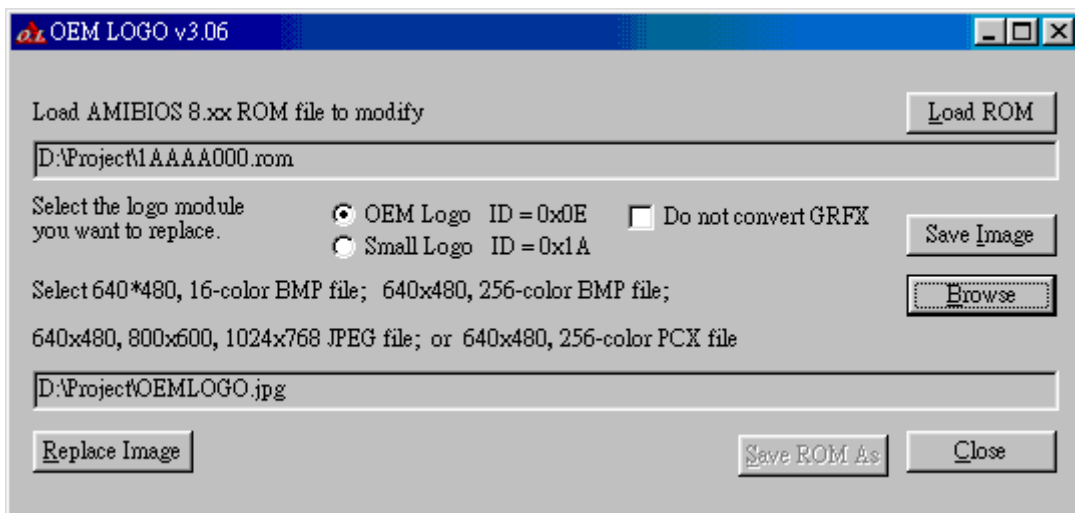 OEM LOGO v3.06
Load AMIBIOS 8.xx ROM file to modify
Load ROM
D:\Project\1AAAA000.rom
Select the logo module
you want to replace.
OEM Logo ID = 0x0E
Do not convert GRFX
Small Logo ID = 0x1A
Save Image
Select 640*480, 16-color BMP file; 640x480, 256-color BMP file;
Browse
640x480, 800x600, 1024x768 JPEG file; or 640x480, 256-color PCX file
D:\Project\OEMLOGO.jpg
Replace Image
Save ROM As
Close